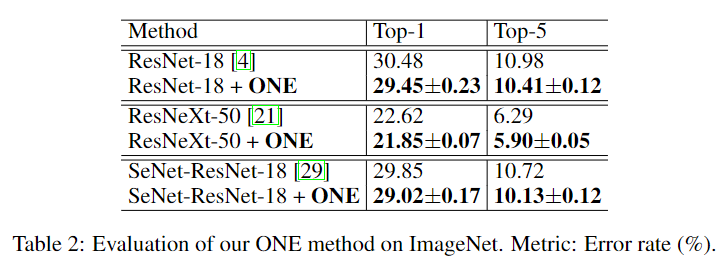 Method Top-1 Top-5
ResNet-18 [4] 30.48 10.98
ResNet-18 + ONE 29.45±0.23 10.41±0.12
ResNeXt-50 [21] 22.62 6.29
ResNeXt-50 + ONE 21.85±0.07 5.90±0.05
SeNet-ResNet-18 [29] 29.85 10.72
SeNet-ResNet-18 + ONE 29.02±0.17 10.13±0.12
Table 2: Evaluation of our ONE method on ImageNet. Metric: Error rate (%).